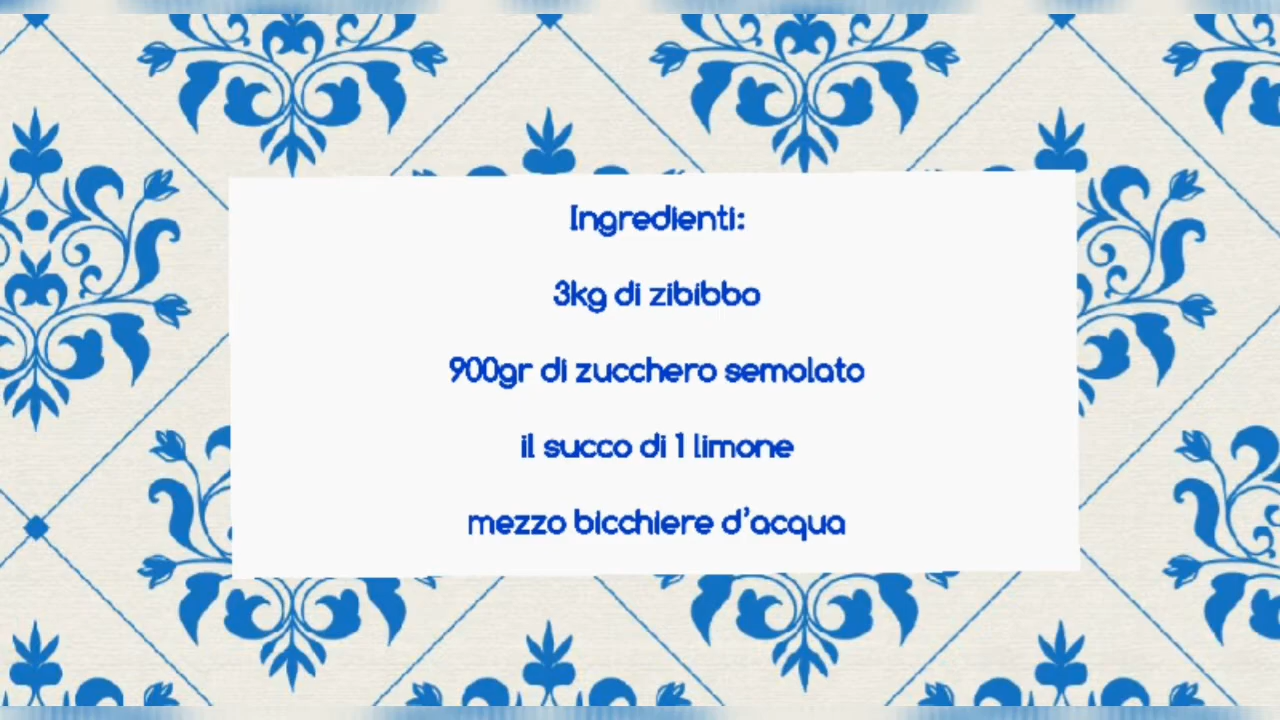 Ingredienti:
3kg di zibibbo
900gr di zucchero semolato
il succo di 1 limone
mezzo bicchiere d'acqua